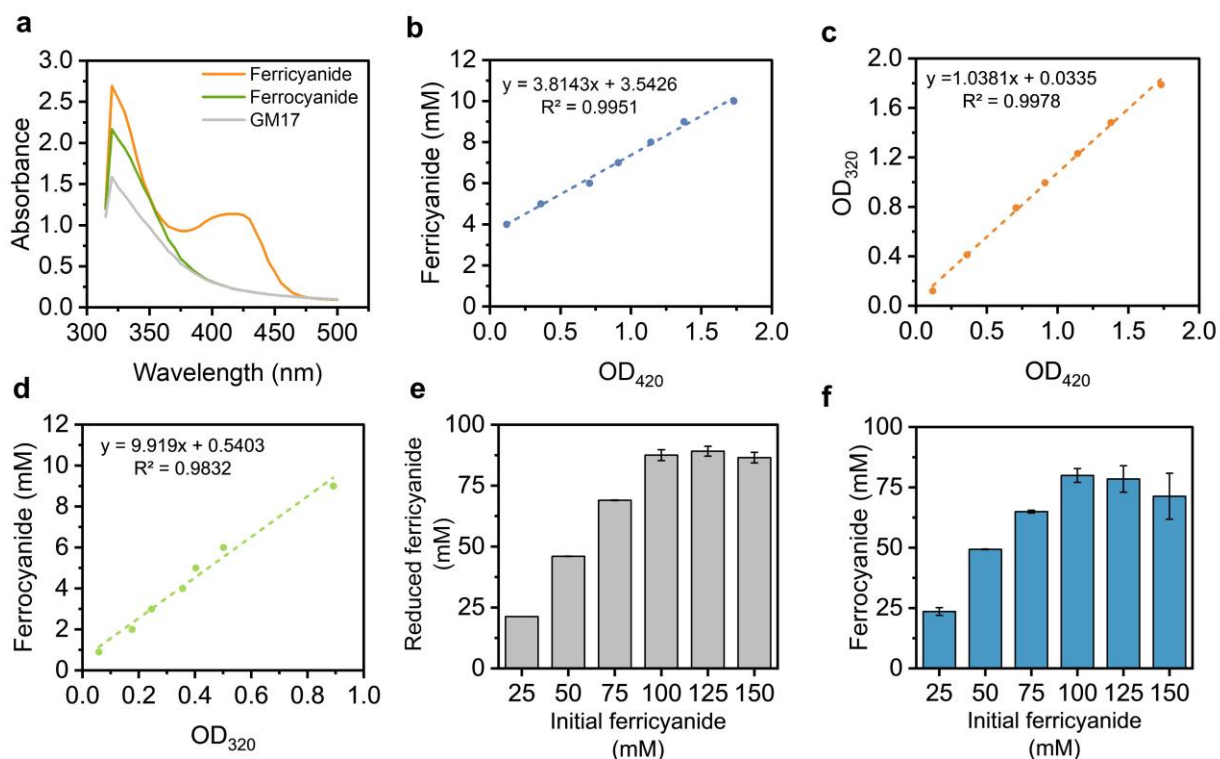 a
3.0
2.5
2.0
1.5
1.0
0.5
0.0
Absorbance
Ferricyanide
Ferrocyanide
GM17
300 350 400 450 500
Wavelength (nm)
b
12
10
8
6
4
2
0
Ferricyanide (mM)
y = 3.8143x + 3.5426
R² = 0.9951
0.0 0.5 1.0 1.5 2.0
OD420
c
1.8
1.2
0.6
0.0
OD320
y =1.0381x + 0.0335
R² = 0.9978
0.0 0.5 1.0 1.5 2.0
OD420
d
12
10
8
6
4
2
0
Ferrocyanide (mM)
y = 9.919x + 0.5403
R² = 0.9832
0.0 0.2 0.4 0.6 0.8 1.0
OD320
e
100
75
50
25
0
Reduced ferricyanide
(mM)
25 50 75 100 125 150
Initial ferricyanide
(mM)
f
100
75
50
25
0
Ferrocyanide (mM)
25 50 75 100 125 150
Initial ferricyanide
(mM)